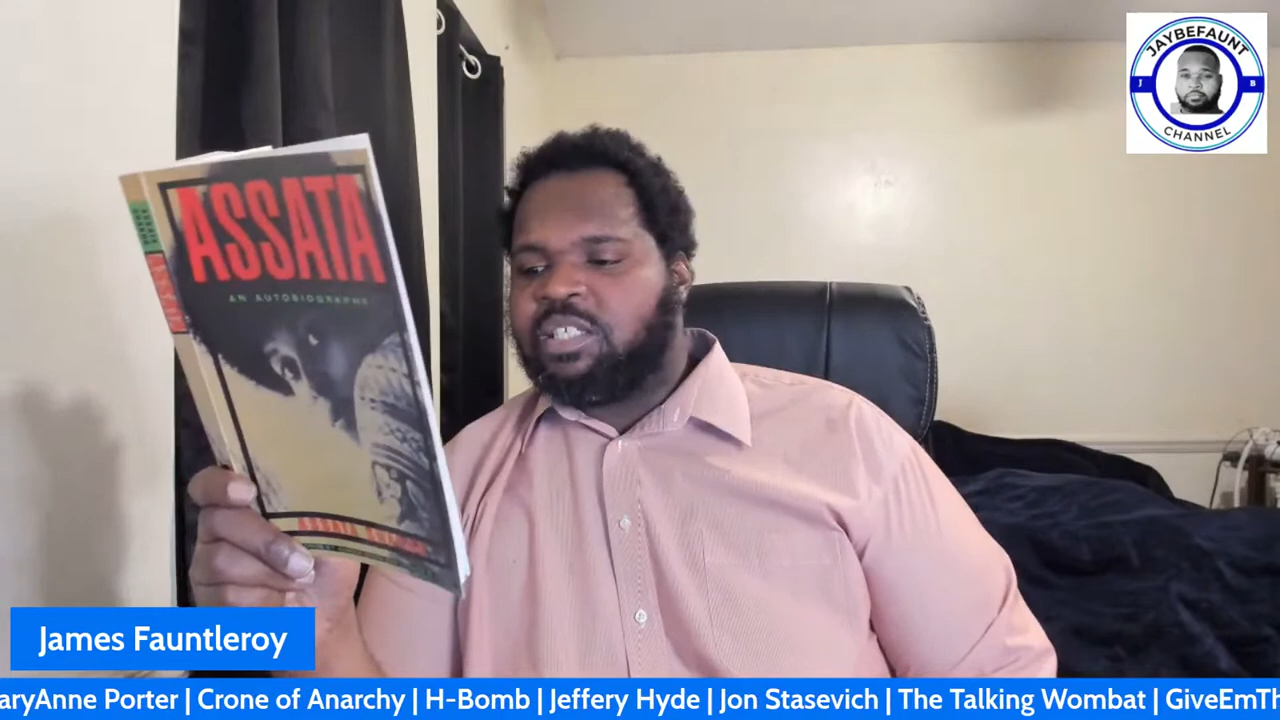 JAYBEFAUNT
J
B
CHANNEL
ASSATA
AN AUTOBIOGRAPHY
James Fauntleroy
aryAnne Porter | Crone of Anarchy | H-Bomb | Jeffery Hyde | Jon Stasevich | The Talking Wombat | GiveEmTh